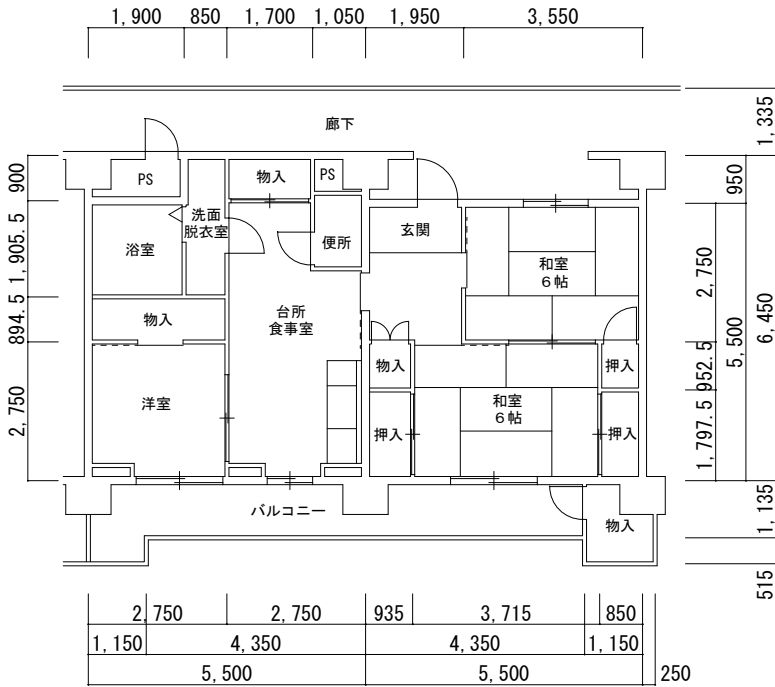 1,900
850
1,700
1,050
1,950
3,550
廊下
1,335
900
1,905.5
894.5
2,750
PS
物入
PS
洗面
脱衣室
浴室
便所
玄関
和室
6帖
台所
食事室
物入
洋室
物入
押入
押入
和室
6帖
押入
950
2,750
952.5
1,797.5
5,500
6,450
バルコニー
物入
1,135
515
2,750
2,750
935
3,715
850
1,150
4,350
4,350
1,150
5,500
5,500
250